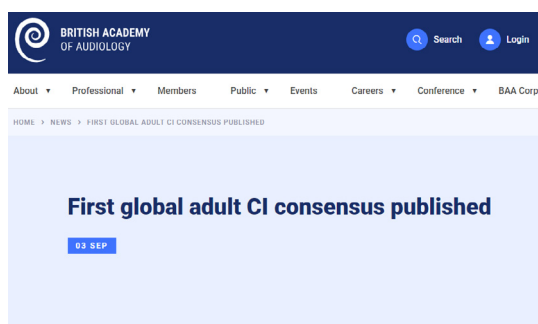 BRITISH ACADEMY
OF AUDIOLOGY
Search
Login
About ▼ Professional ▼ Members Public ▼ Events Careers ▼ Conference ▼ BAA Corp
HOME > NEWS > FIRST GLOBAL ADULT CI CONSENSUS PUBLISHED
First global adult CI consensus published
03 SEP